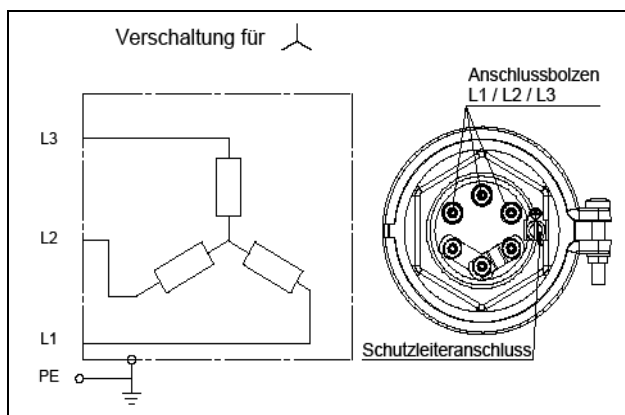 Verschaltung für
Anschlussbolzen
L1 / L2 / L3
L3
L2
L1
PE
Schutzleiteranschluss